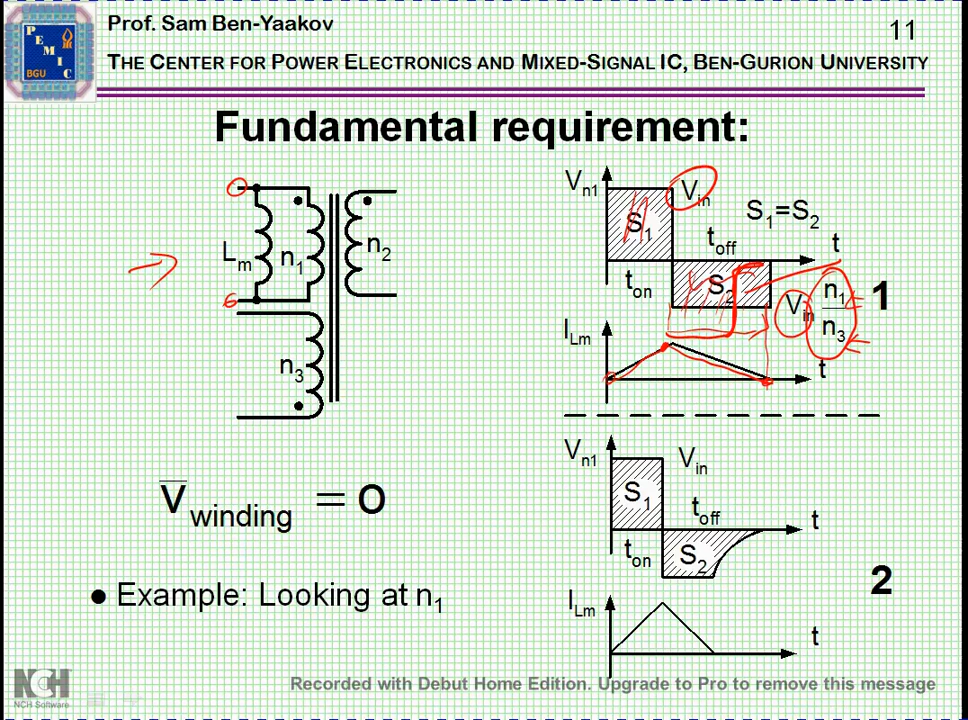 P
E
M
I
BGU C
Prof. Sam Ben-Yaakov
11
THE CENTER FOR POWER ELECTRONICS AND MIXED-SIGNAL IC, BEN-GURION UNIVERSITY
Fundamental requirement:
Lm
n1
n2
n3
Vn1
Vin
S1
S1=S2
toff
t
ton
S2
Vin n1
n3
1
ILm
t
V̅winding = 0
● Example: Looking at n1
Vn1
Vin
S1
toff
t
ton
S2
2
ILm
t
Recorded with Debut Home Edition. Upgrade to Pro to remove this message
NCH
NCH Software